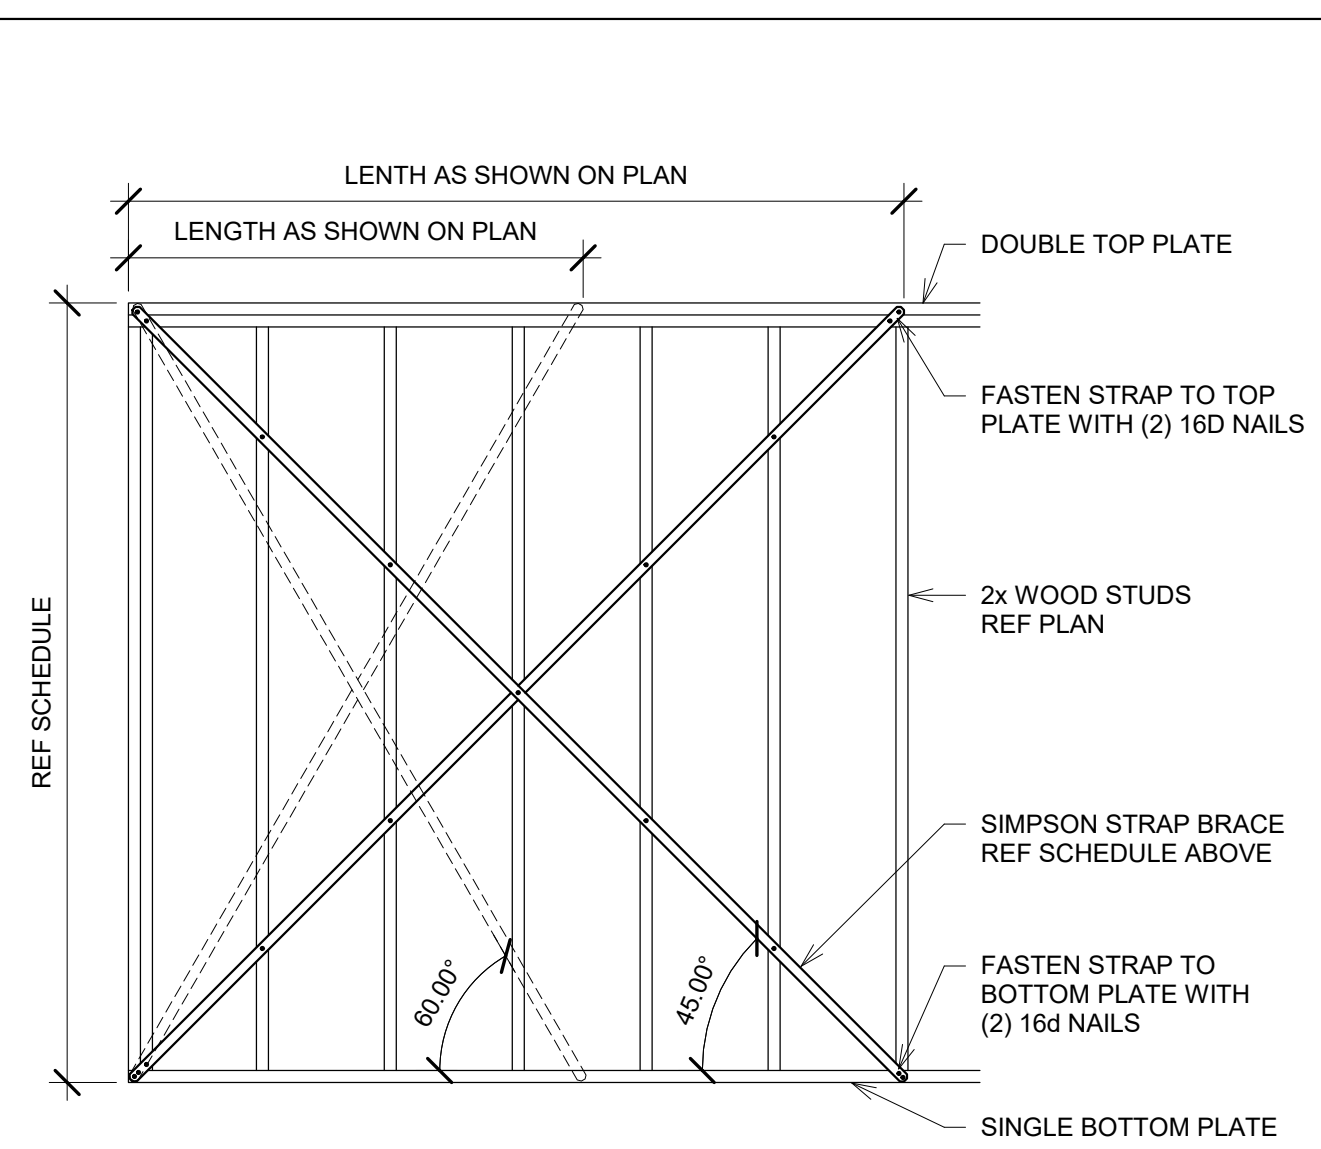 LENTH AS SHOWN ON PLAN
LENGTH AS SHOWN ON PLAN
DOUBLE TOP PLATE
FASTEN STRAP TO TOP
PLATE WITH (2) 16D NAILS
2x WOOD STUDS
REF PLAN
REF SCHEDULE
SIMPSON STRAP BRACE
REF SCHEDULE ABOVE
60.00°
45.00°
FASTEN STRAP TO
BOTTOM PLATE WITH
(2) 16d NAILS
SINGLE BOTTOM PLATE